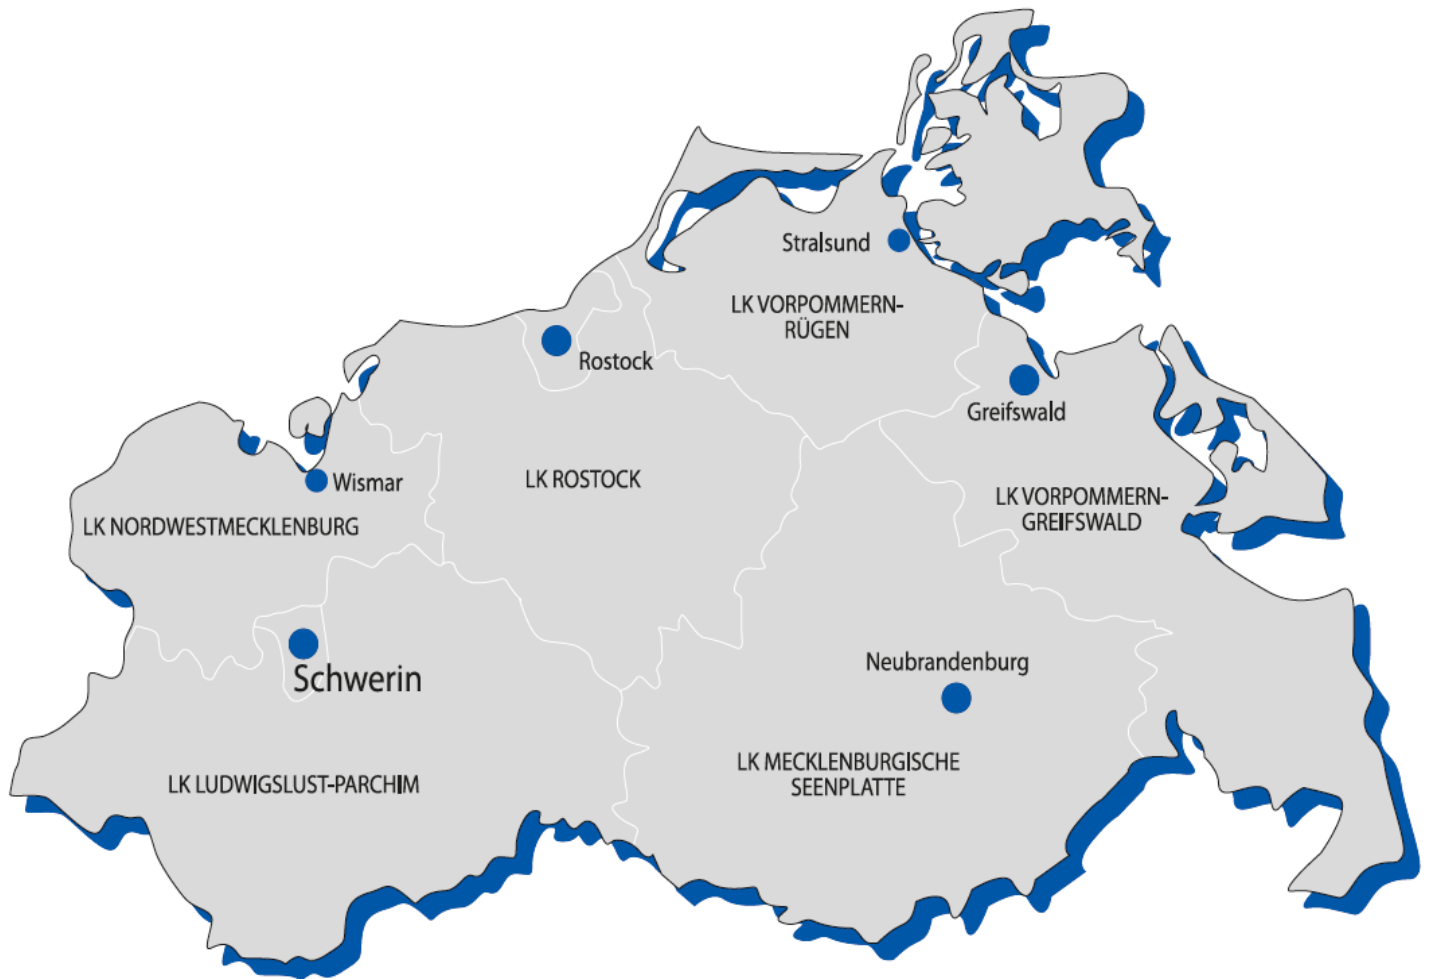 Stralsund
LK VORPOMMERN-
RÜGEN
Rostock
Greifswald
LK ROSTOCK
Wismar
LK VORPOMMERN-
GREIFSWALD
LK NORDWESTMECKLENBURG
Schwerin
Neubrandenburg
LK MECKLENBURGISCHE
SEENPLATTE
LK LUDWIGSLUST-PARCHIM